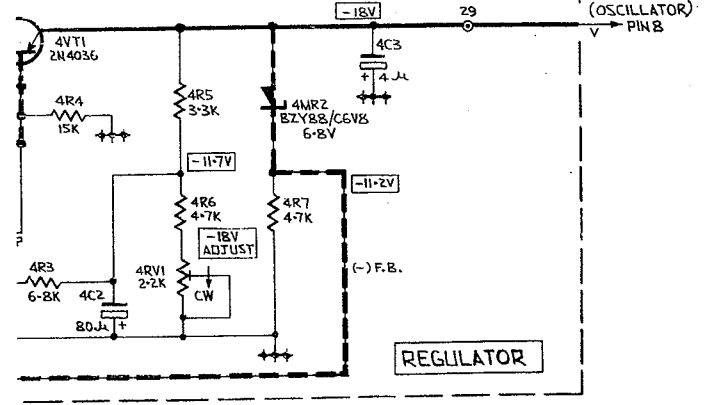 -18V
29
(OSCILLATOR)
V
PIN 8
4VT1
2N4036
4C3
+ 4µ
4R5
3·3K
4MR2
BZY88/C6V8
6·8V
4R4
15K
-11·7V
-11·2V
4R6
4·7K
4R7
4·7K
-18V
ADJUST
(-) F.B.
4R3
6·8K
4RV1
2·2K
CW
4C2
80µ +
REGULATOR